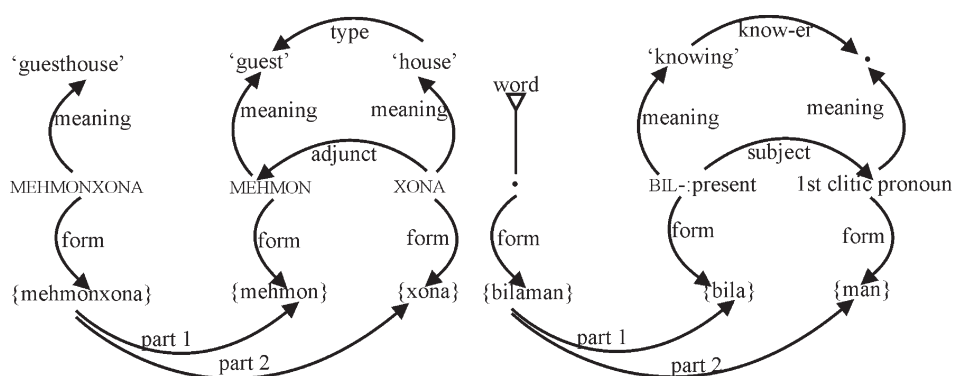 type
know-er
‘guesthouse’ ‘guest’ ‘house’ ‘knowing’ •
word
meaning meaning meaning meaning meaning
adjunct subject
MEHMONXONA MEHMON XONA • BIL-:present 1st clitic pronoun
form form form form form form
{mehmonxona} {mehmon} {xona} {bilaman} {bila} {man}
part 1 part 1
part 2 part 2